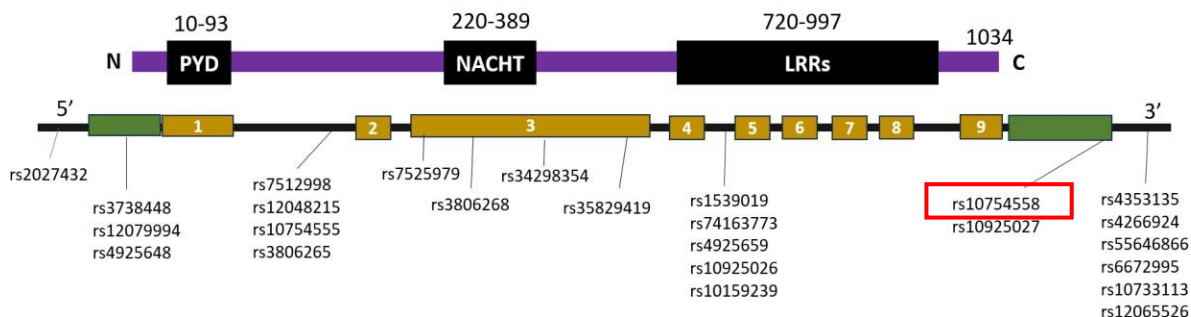 10-93 220-389 720-997 1034
N PYD NACHT LRRs C
5' 3'
1 2 3 4 5 6 7 8 9
rs2027432
rs3738448
rs12079994
rs4925648
rs7512998
rs12048215
rs10754555
rs3806265
rs7525979
rs3806268
rs34298354
rs35829419
rs1539019
rs74163773
rs4925659
rs10925026
rs10159239
rs10754558
rs10925027
rs4353135
rs4266924
rs55646866
rs6672995
rs10733113
rs12065526